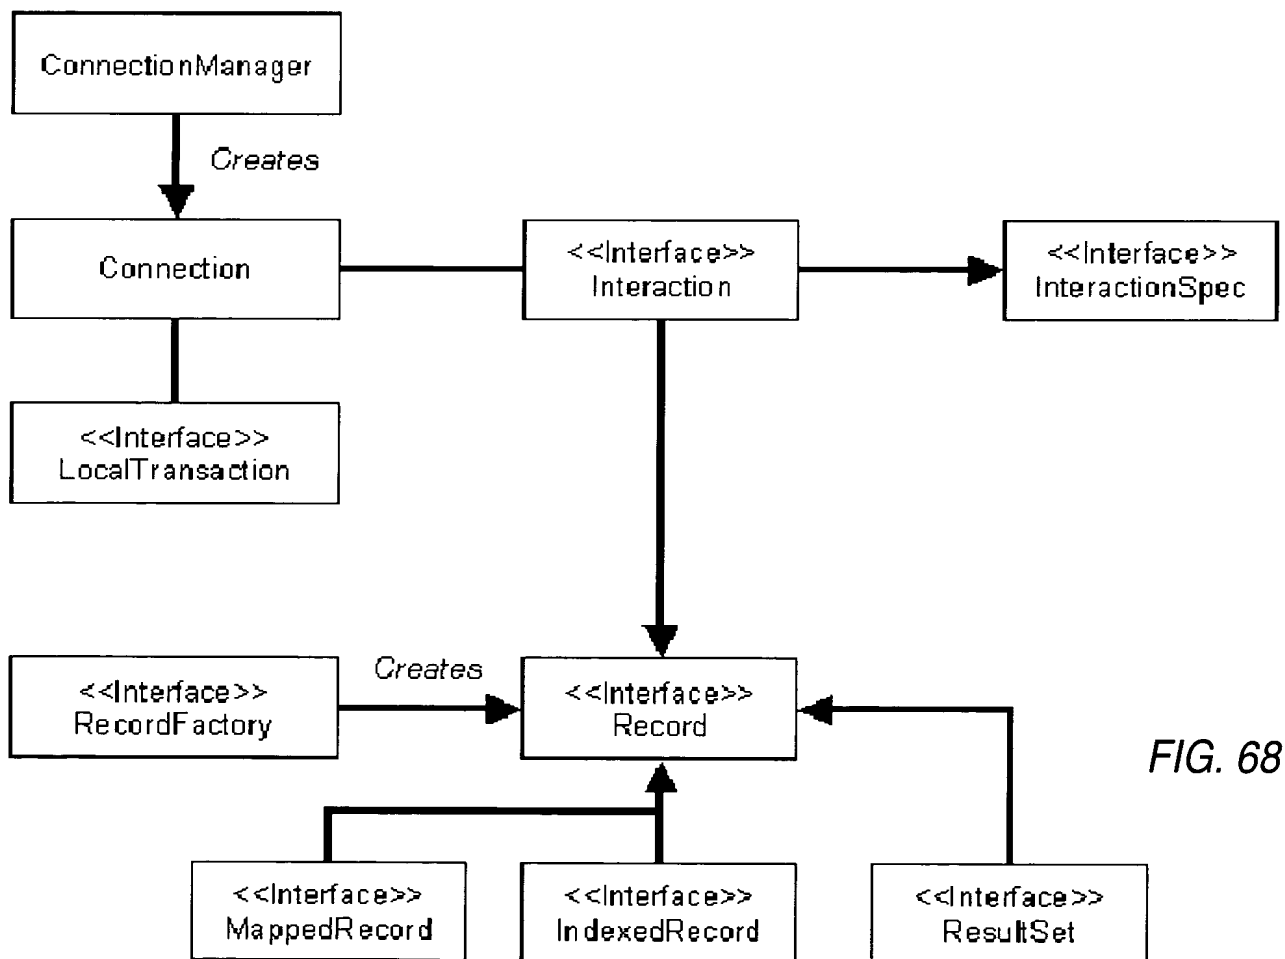 ConnectionManager
Creates
Connection
<<Interface>>
Interaction
<<Interface>>
InteractionSpec
<<Interface>>
LocalTransaction
<<Interface>>
RecordFactory
Creates
<<Interface>>
Record
FIG. 68
<<Interface>>
MappedRecord
<<Interface>>
IndexedRecord
<<Interface>>
ResultSet